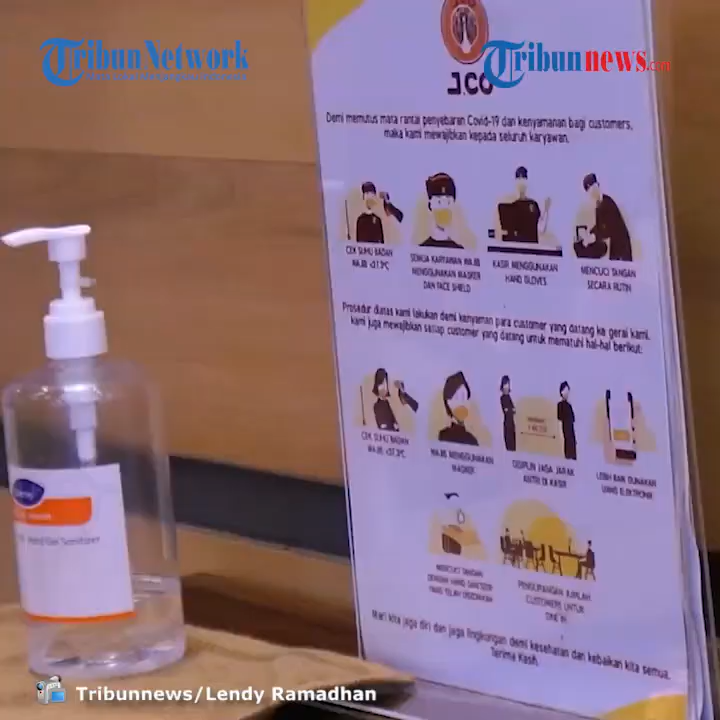 Tribun Network
Tribunnews.com
J.CO
Demi memutus mata rantai penyebaran Covid-19 dan kenyamanan bagi customers,
maka kami mewajibkan kepada seluruh karyawan.
CEK SUHU BADAN
WAJIB <37.3°C
SEMUA KARYAWAN WAJIB
MENGGUNAKAN MASKER
DAN FACE SHIELD
KASIR MENGGUNAKAN
HAND GLOVES
MENCUCI TANGAN
SECARA RUTIN
Prosedur diatas kami lakukan demi kenyaman para customer yang datang ke gerai kami.
kami juga mewajibkan setiap customer yang datang untuk mematuhi hal-hal berikut:
CEK SUHU BADAN
WAJIB <37.3°C
WAJIB MENGGUNAKAN
MASKER
DISIPLIN JAGA JARAK
ANTRI DI KASIR
LEBIH BAIK GUNAKAN
UANG ELEKTRONIK
MENCUCI TANGAN
DENGAN HAND SANITIZER
YANG TELAH DISEDIAKAN
PENGURANGAN JUMLAH
CUSTOMERS UNTUK
DINE IN
Mari kita jaga diri dan jaga lingkungan demi kesehatan dan kebaikan kita semua.
Terima Kasih.
Hand Gel Sanitizer
Tribunnews/Lendy Ramadhan